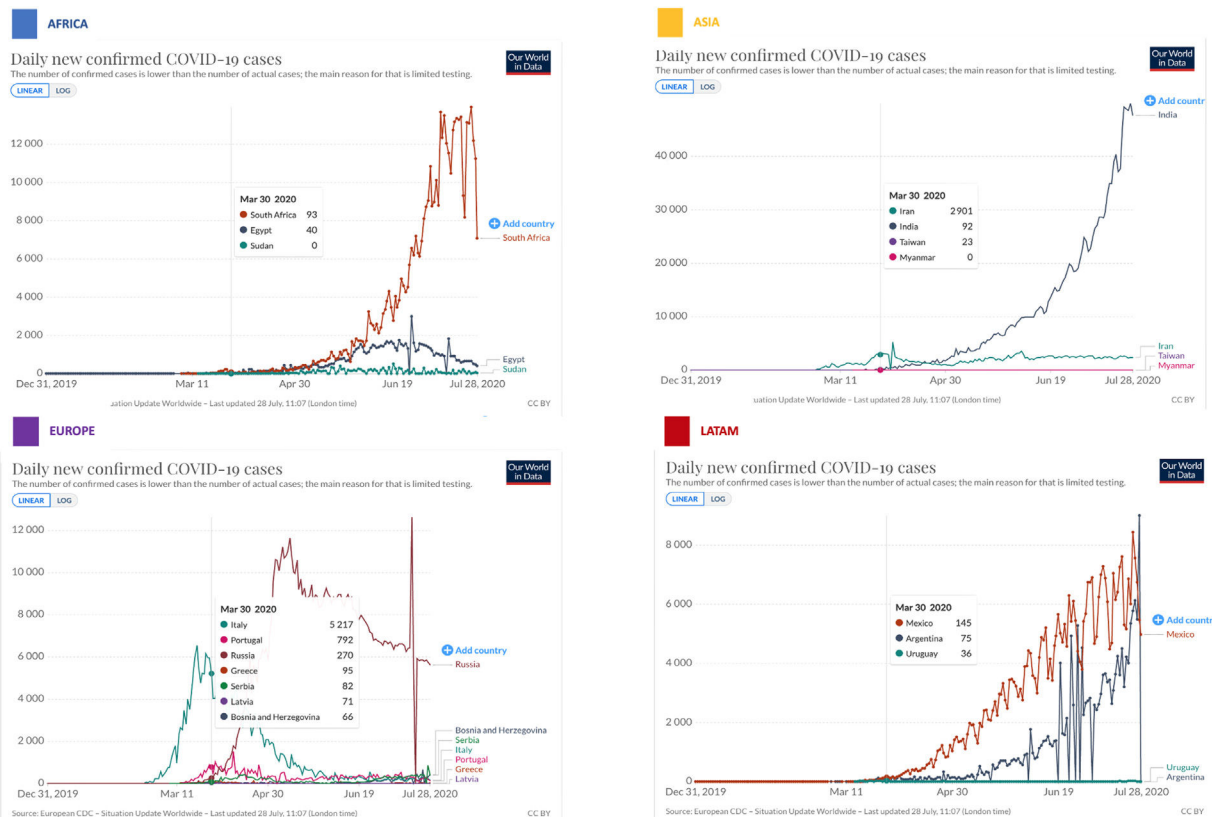 AFRICA
Daily new confirmed COVID-19 cases
The number of confirmed cases is lower than the number of actual cases; the main reason for that is limited testing.
Our World
in Data
LINEAR LOG
12 000
10 000
8 000
6 000
4 000
2 000
0
Mar 30 2020
South Africa 93
Egypt 40
Sudan 0
Add country
South Africa
Egypt
Sudan
Dec 31, 2019 Mar 11 Apr 30 Jun 19 Jul 28, 2020
uation Update Worldwide – Last updated 28 July, 11:07 (London time) CC BY
ASIA
Daily new confirmed COVID-19 cases
The number of confirmed cases is lower than the number of actual cases; the main reason for that is limited testing.
Our World
in Data
LINEAR LOG
Add countr
India
40 000
30 000
20 000
10 000
0
Mar 30 2020
Iran 2 901
India 92
Taiwan 23
Myanmar 0
Iran
Taiwan
Myanmar
Dec 31, 2019 Mar 11 Apr 30 Jun 19 Jul 28, 2020
uation Update Worldwide – Last updated 28 July, 11:07 (London time) CC BY
EUROPE
Daily new confirmed COVID-19 cases
The number of confirmed cases is lower than the number of actual cases; the main reason for that is limited testing.
Our World
in Data
LINEAR LOG
12 000
10 000
8 000
6 000
4 000
2 000
0
Mar 30 2020
Italy 5 217
Portugal 792
Russia 270
Greece 95
Serbia 82
Latvia 71
Bosnia and Herzegovina 66
Add country
Russia
Bosnia and Herzegovina
Serbia
Italy
Portugal
Greece
Latvia
Dec 31, 2019 Mar 11 Apr 30 Jun 19 Jul 28, 2020
Source: European CDC – Situation Update Worldwide – Last updated 28 July, 11:07 (London time) CC BY
LATAM
Daily new confirmed COVID-19 cases
The number of confirmed cases is lower than the number of actual cases; the main reason for that is limited testing.
Our World
in Data
LINEAR LOG
8 000
6 000
4 000
2 000
0
Mar 30 2020
Mexico 145
Argentina 75
Uruguay 36
Add countr
Mexico
Uruguay
Argentina
Dec 31, 2019 Mar 11 Apr 30 Jun 19 Jul 28, 2020
Source: European CDC – Situation Update Worldwide – Last updated 28 July, 11:07 (London time) CC BY